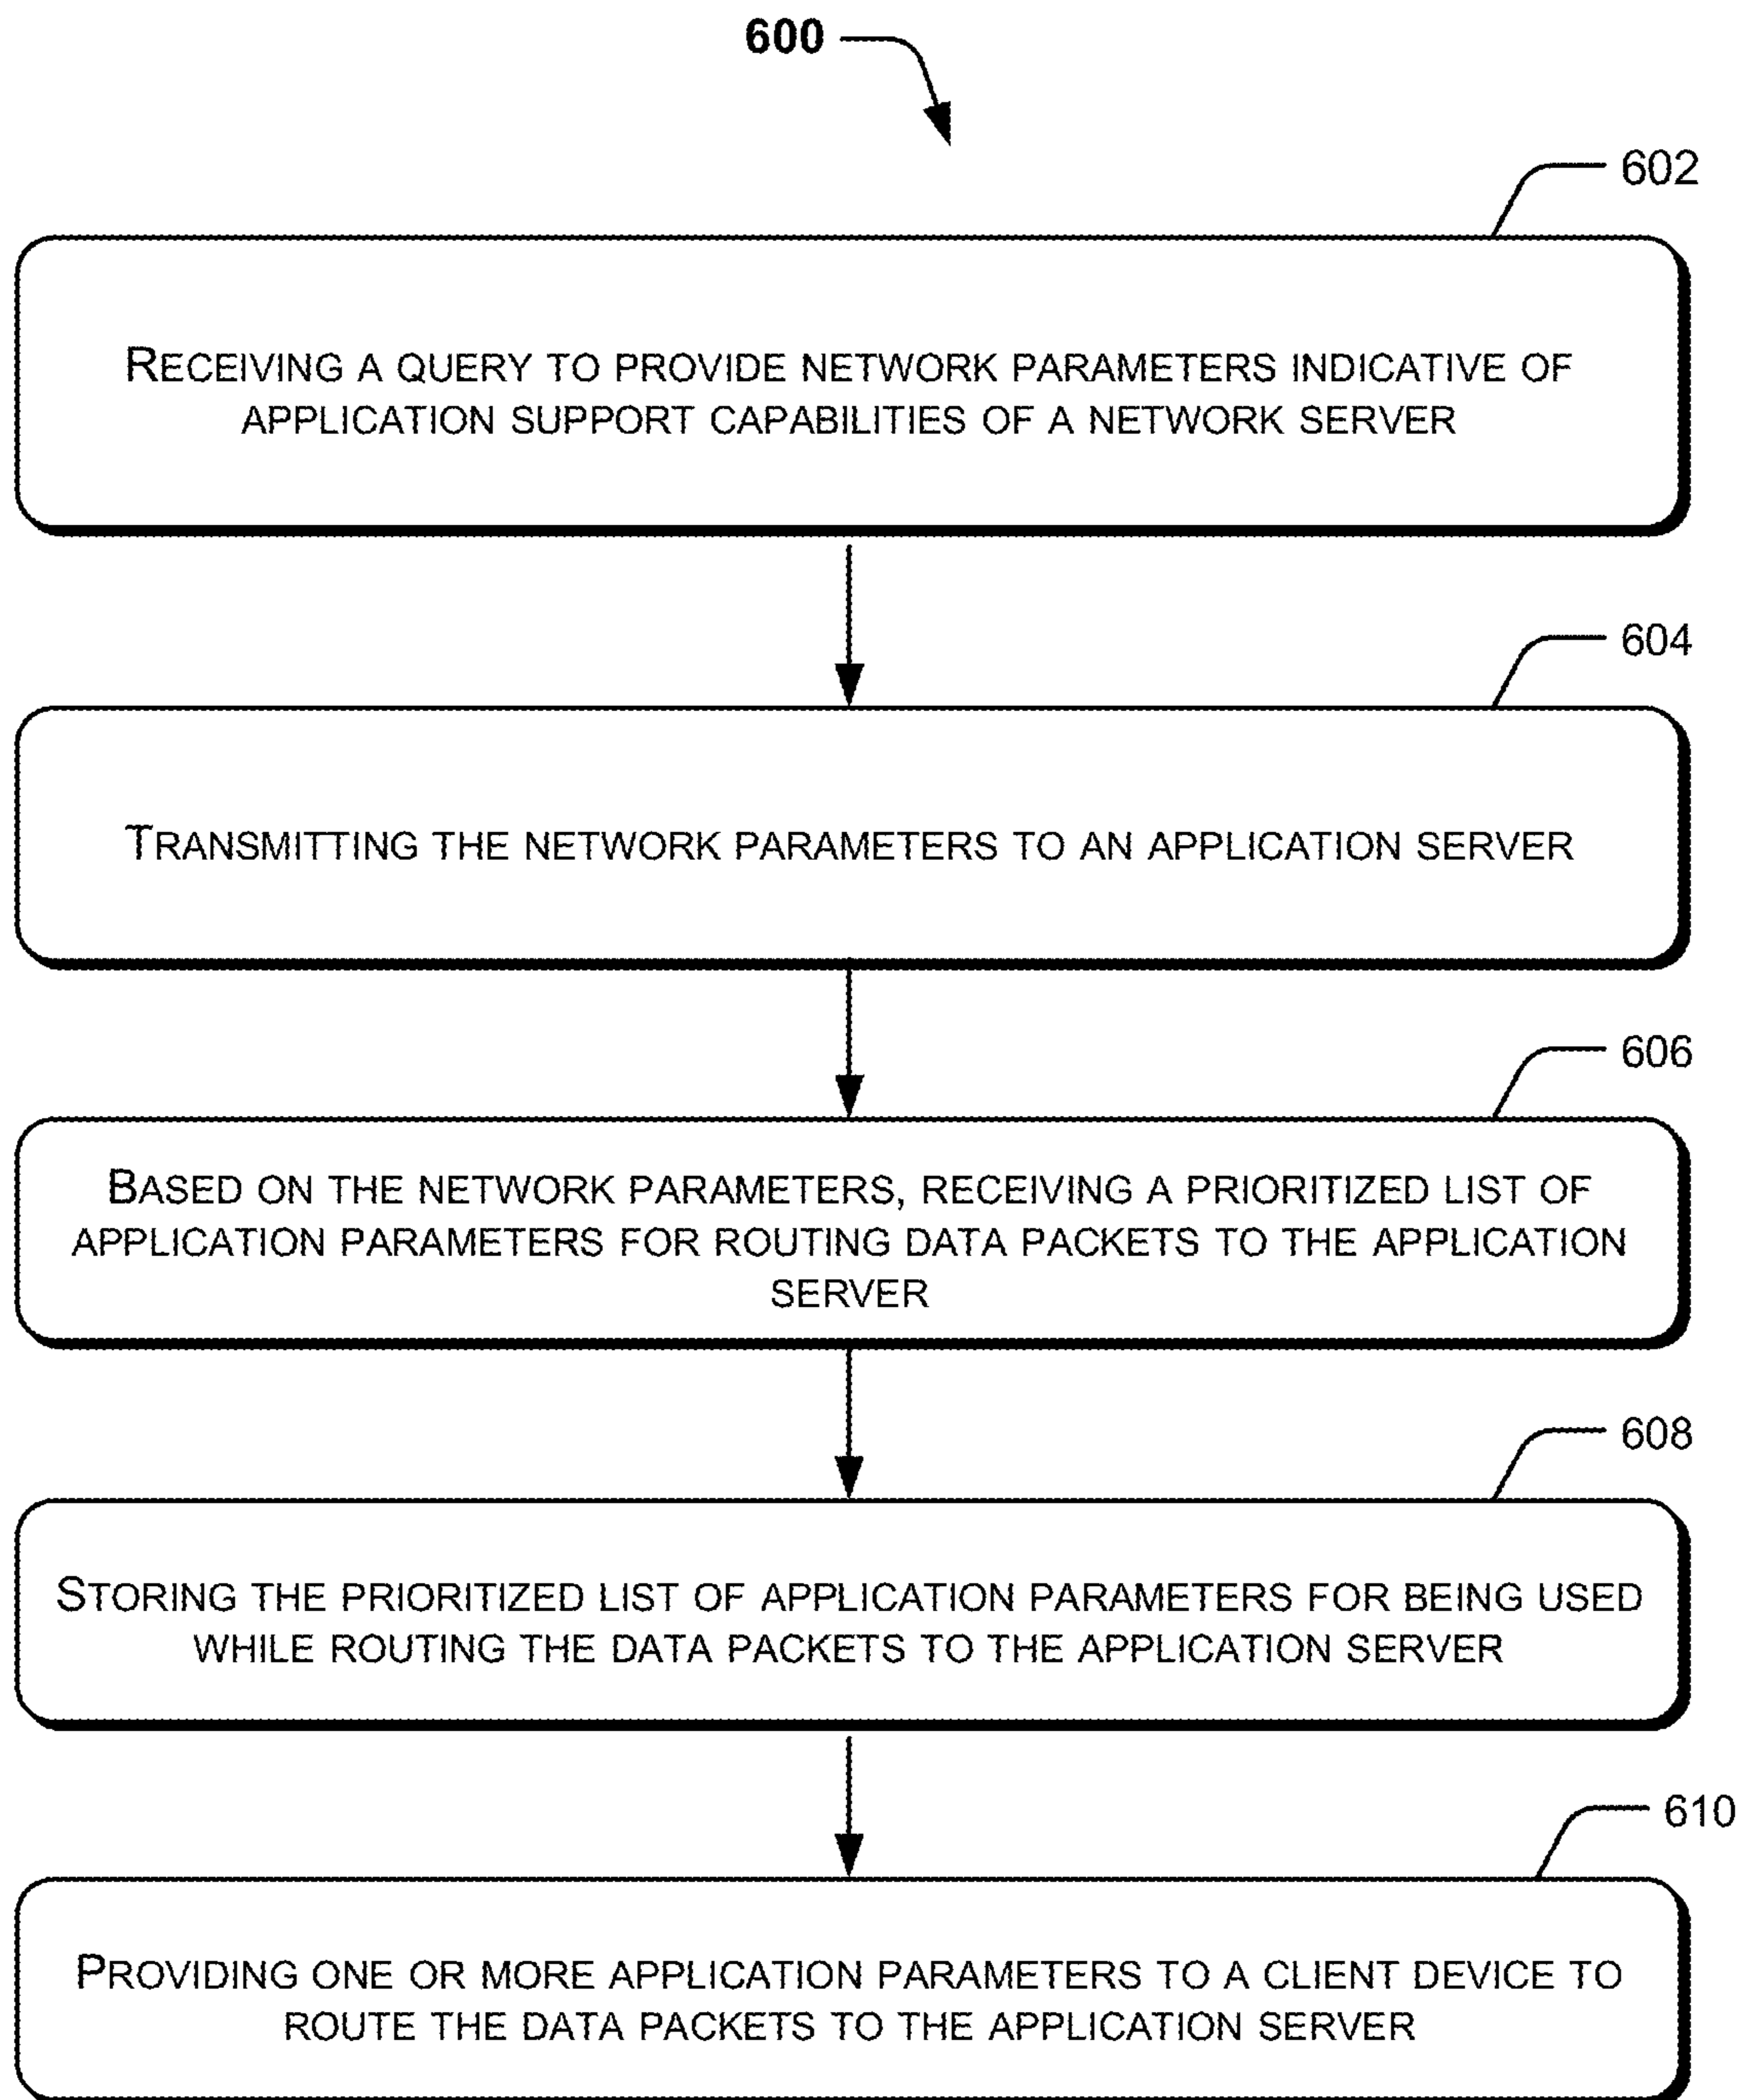 600
602
RECEIVING A QUERY TO PROVIDE NETWORK PARAMETERS INDICATIVE OF
APPLICATION SUPPORT CAPABILITIES OF A NETWORK SERVER
604
TRANSMITTING THE NETWORK PARAMETERS TO AN APPLICATION SERVER
606
BASED ON THE NETWORK PARAMETERS, RECEIVING A PRIORITIZED LIST OF
APPLICATION PARAMETERS FOR ROUTING DATA PACKETS TO THE APPLICATION
SERVER
608
STORING THE PRIORITIZED LIST OF APPLICATION PARAMETERS FOR BEING USED
WHILE ROUTING THE DATA PACKETS TO THE APPLICATION SERVER
610
PROVIDING ONE OR MORE APPLICATION PARAMETERS TO A CLIENT DEVICE TO
ROUTE THE DATA PACKETS TO THE APPLICATION SERVER